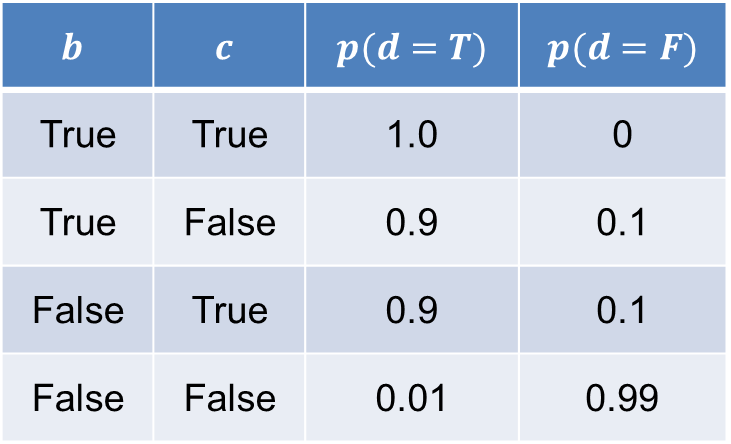 b c p(d = T) p(d = F)
True True 1.0 0
True False 0.9 0.1
False True 0.9 0.1
False False 0.01 0.99